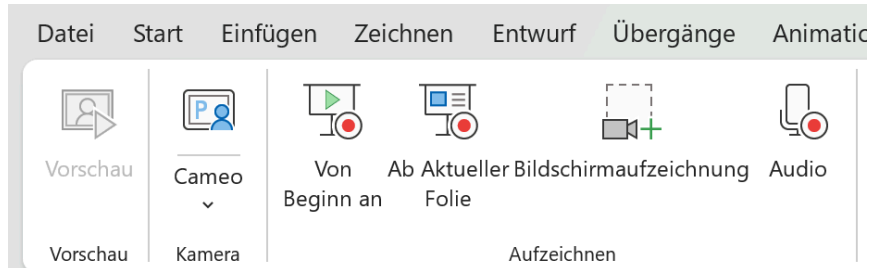 Datei Start Einfügen Zeichnen Entwurf Übergänge Animatio
Vorschau
Cameo
Von
Beginn an
Ab Aktueller
Folie
Bildschirmaufzeichnung
Audio
Vorschau Kamera Aufzeichnen